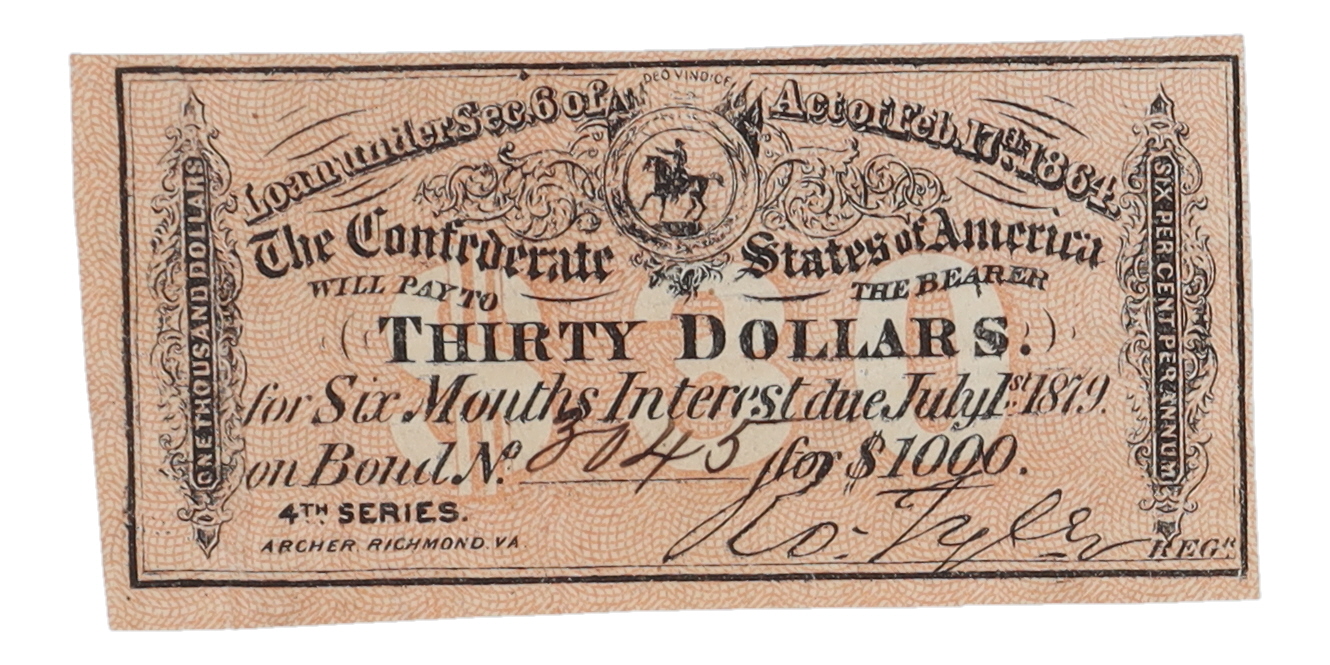 DEO VINDICE
Loan under Sec. 6 of Act of Feb. 17th 1864.
The Confederate States of America
WILL PAY TO THE BEARER
$30
THIRTY DOLLARS.
for Six Months Interest due July 1st 1879.
on Bond No. 3045 for $1000.
4TH SERIES.
ARCHER. RICHMOND. VA.
Ro. Tyler REGR
ONE THOUSAND DOLLARS
SIX PER CENT PER ANNUM